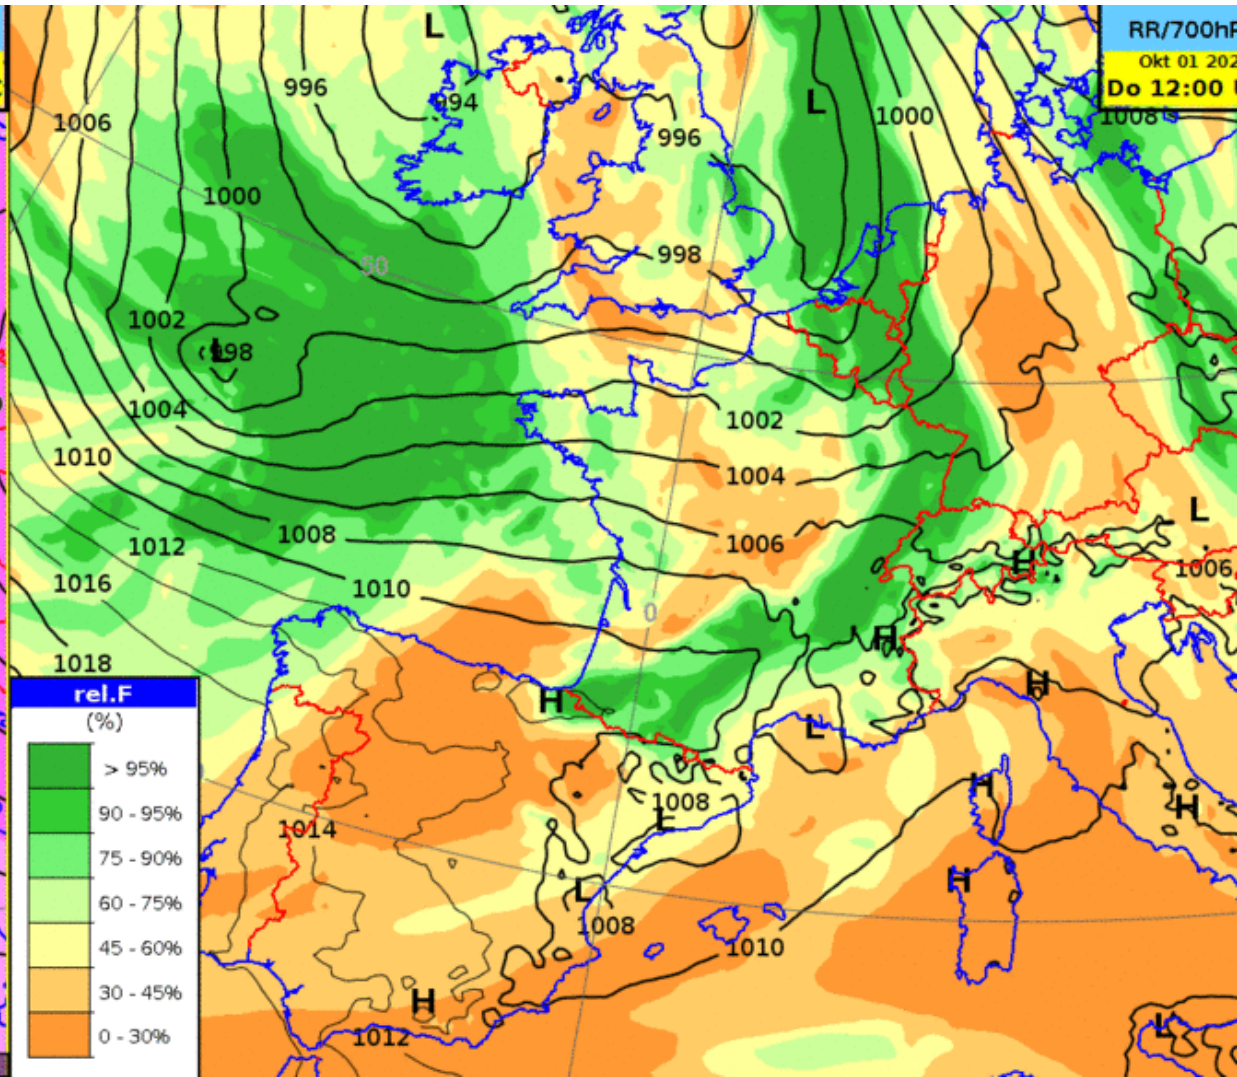 L
RR/700hP
Okt 01 202
Do 12:00 U
996
994
L
1006
1000
1008
996
1000
998
50
1002
L
998
1004
1002
1010
1004
L
1008
1006
1012
H
1006
1016
1010
0
H
1018
H
H
L
H
1008
L
H
1014
H
L
1008
1010
H
1012
L
rel.F
(%)
> 95%
90 - 95%
75 - 90%
60 - 75%
45 - 60%
30 - 45%
0 - 30%